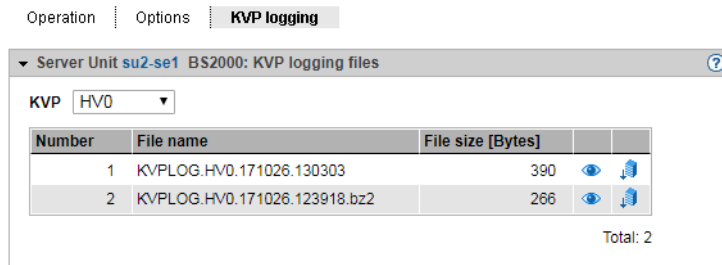 Operation Options KVP logging
Server Unit su2-se1 BS2000: KVP logging files ?
KVP HV0
Number File name File size [Bytes]
1 KVPLOG.HV0.171026.130303 390
2 KVPLOG.HV0.171026.123918.bz2 266
Total: 2